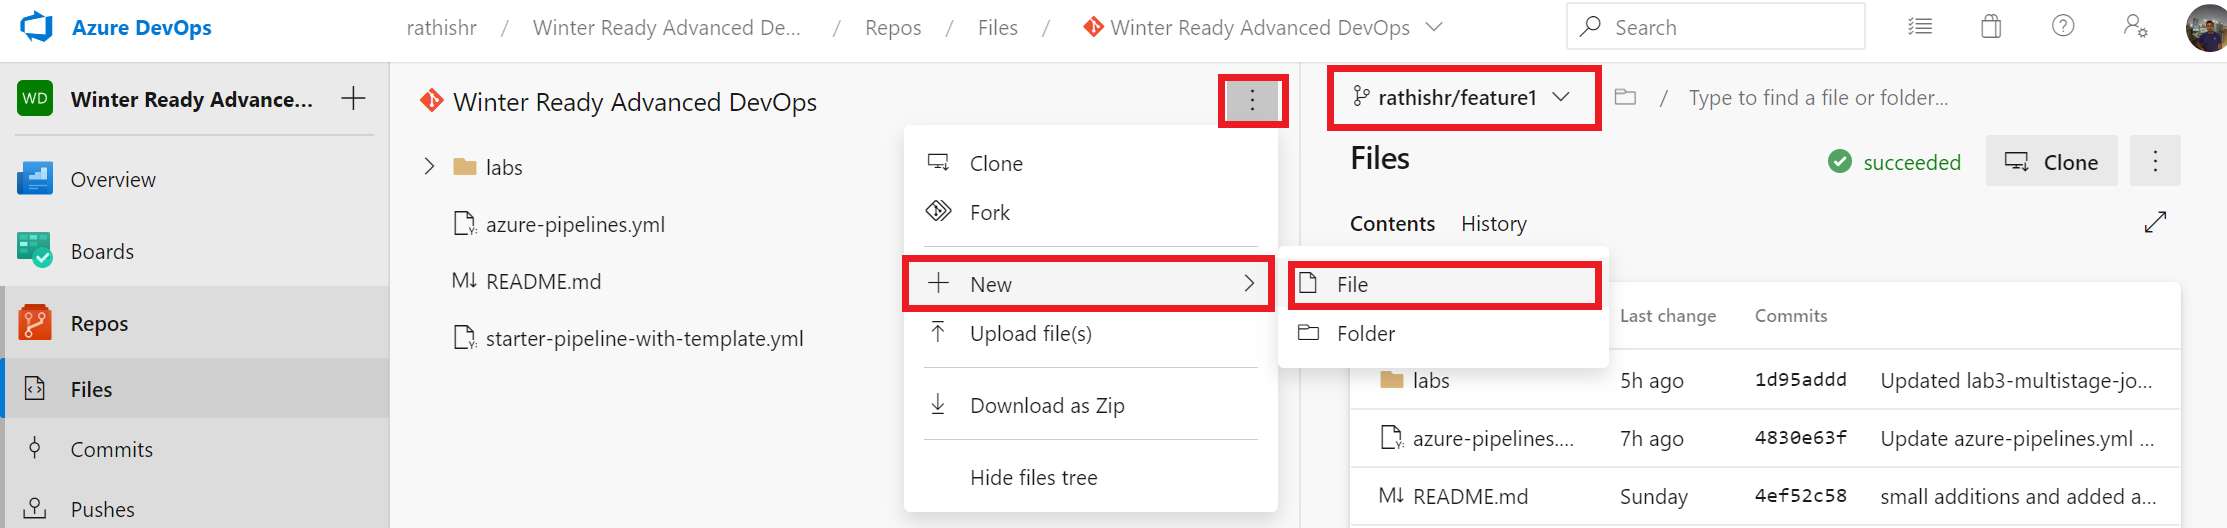 Azure DevOps
rathishr / Winter Ready Advanced De... / Repos / Files / Winter Ready Advanced DevOps
Search
WD Winter Ready Advance...
Overview
Boards
Repos
Files
Commits
Pushes
Winter Ready Advanced DevOps
labs
azure-pipelines.yml
README.md
starter-pipeline-with-template.yml
Clone
Fork
New
Upload file(s)
Download as Zip
Hide files tree
File
Folder
rathishr/feature1 / Type to find a file or folder...
Files
succeeded
Clone
Contents History
Last change Commits
labs 5h ago 1d95addd Updated lab3-multistage-jo...
azure-pipelines.... 7h ago 4830e63f Update azure-pipelines.yml ...
README.md Sunday 4ef52c58 small additions and added a...